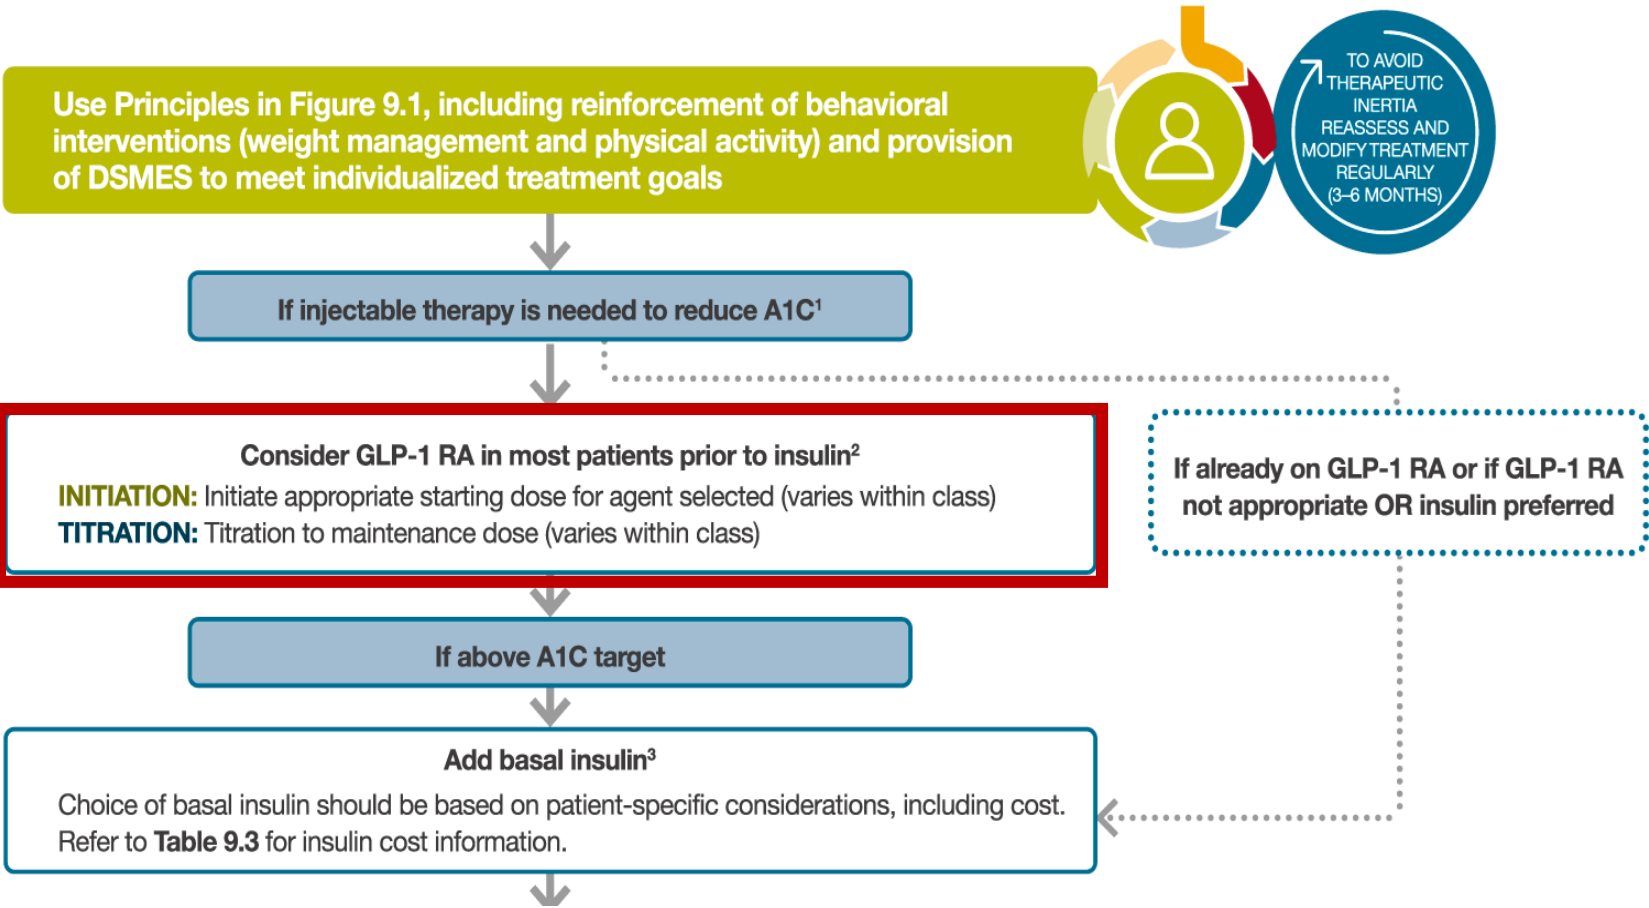 Use Principles in Figure 9.1, including reinforcement of behavioral
interventions (weight management and physical activity) and provision
of DSMES to meet individualized treatment goals
TO AVOID
THERAPEUTIC
INERTIA
REASSESS AND
MODIFY TREATMENT
REGULARLY
(3–6 MONTHS)
If injectable therapy is needed to reduce A1C¹
Consider GLP-1 RA in most patients prior to insulin²
INITIATION: Initiate appropriate starting dose for agent selected (varies within class)
TITRATION: Titration to maintenance dose (varies within class)
If already on GLP-1 RA or if GLP-1 RA
not appropriate OR insulin preferred
If above A1C target
Add basal insulin³
Choice of basal insulin should be based on patient-specific considerations, including cost.
Refer to Table 9.3 for insulin cost information.